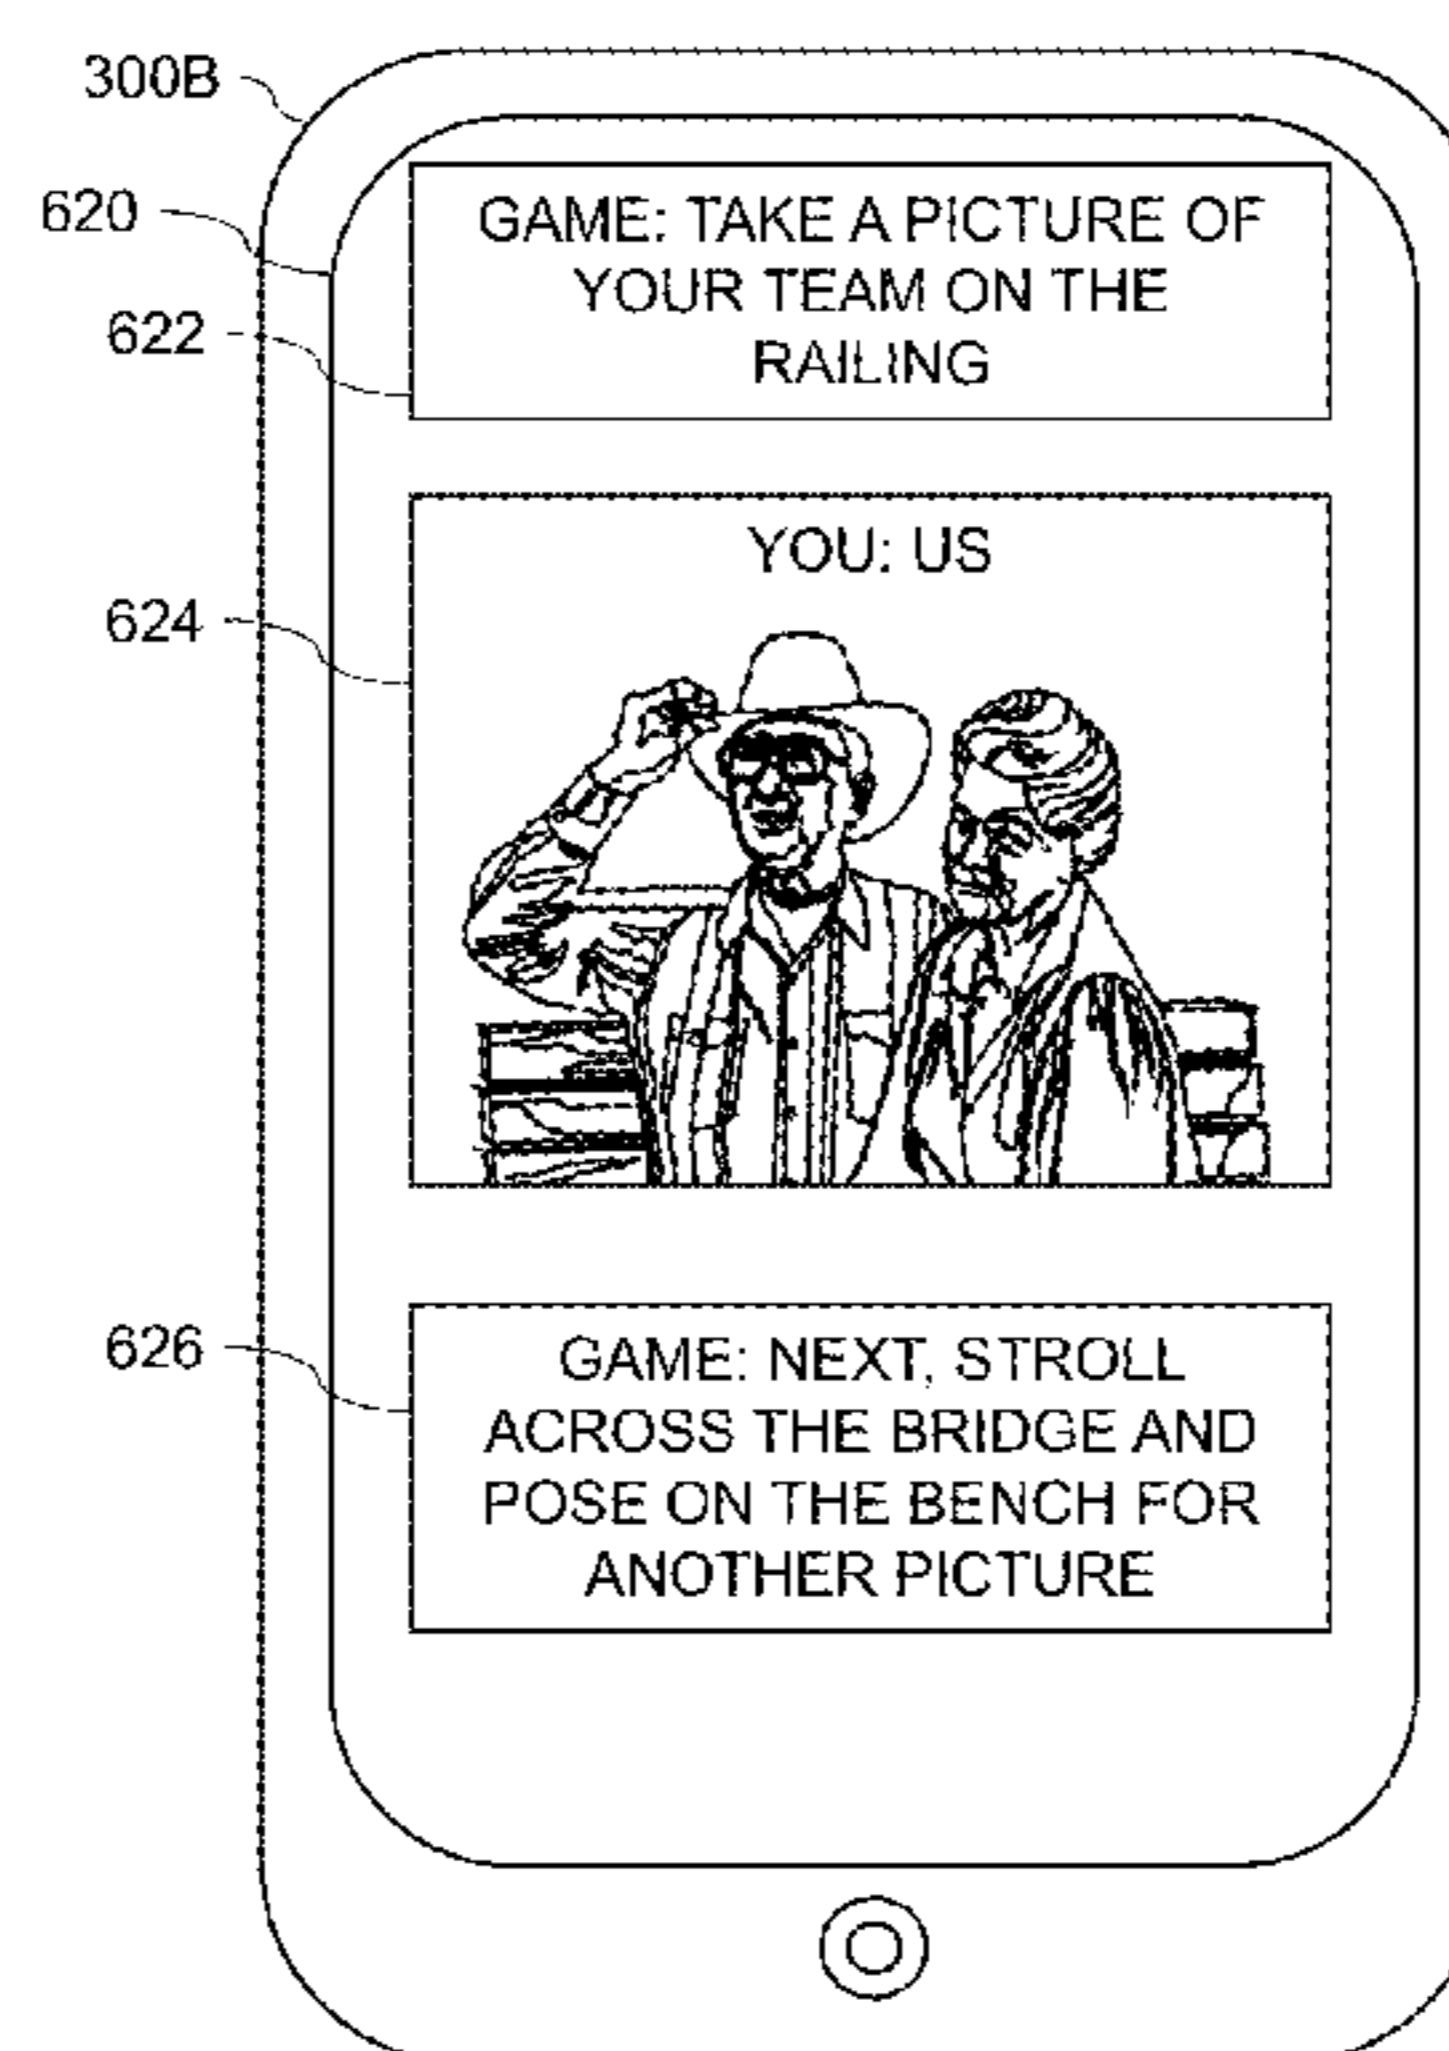 300B
620
622
GAME: TAKE A PICTURE OF
YOUR TEAM ON THE
RAILING
624
YOU: US
626
GAME: NEXT, STROLL
ACROSS THE BRIDGE AND
POSE ON THE BENCH FOR
ANOTHER PICTURE